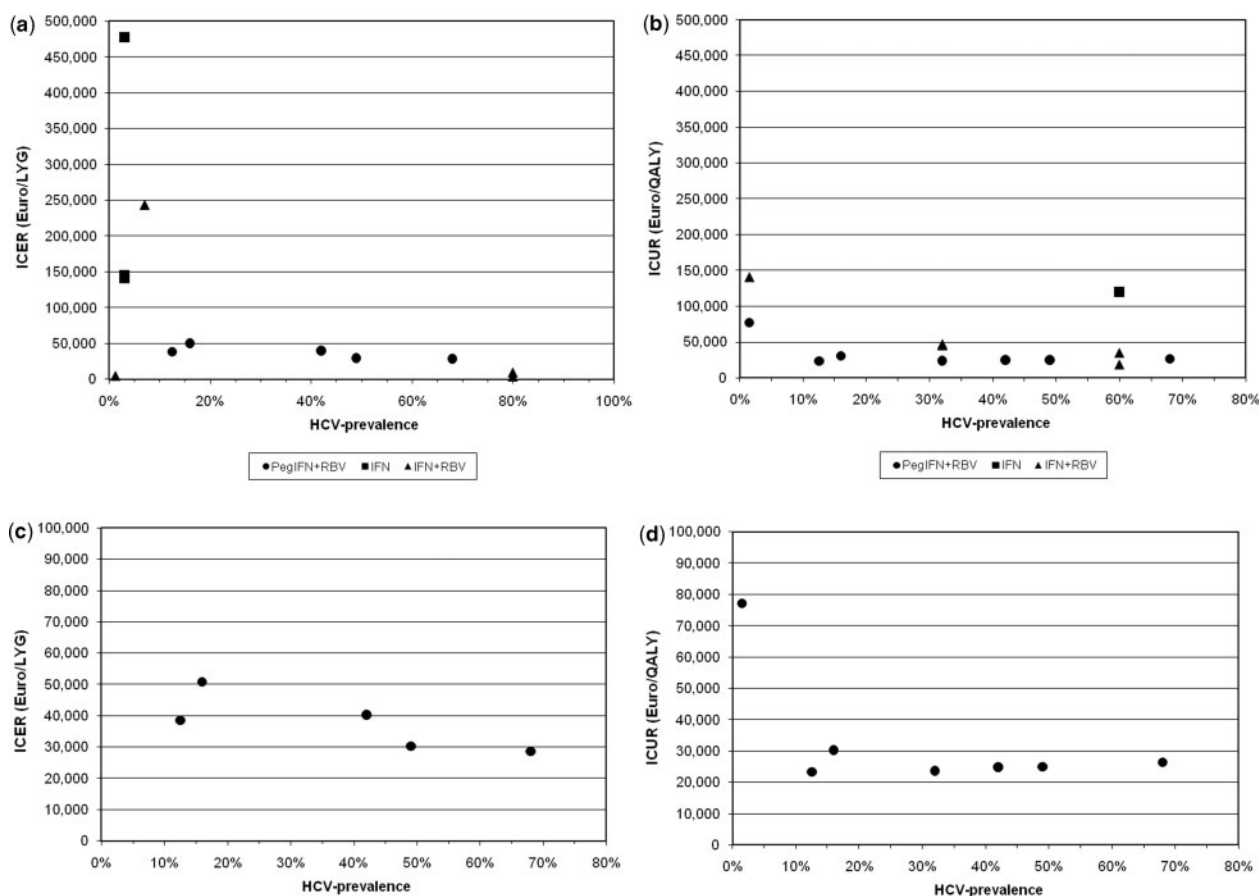 (a)
500,000
450,000
400,000
350,000
300,000
250,000
200,000
150,000
100,000
50,000
0
ICER (Euro/LYG)
0% 20% 40% 60% 80% 100%
HCV-prevalence
PegIFN+RBV IFN IFN+RBV
(b)
500,000
450,000
400,000
350,000
300,000
250,000
200,000
150,000
100,000
50,000
0
ICUR (Euro/QALY)
0% 10% 20% 30% 40% 50% 60% 70% 80%
HCV-prevalence
PegIFN+RBV IFN IFN+RBV
(c)
100,000
90,000
80,000
70,000
60,000
50,000
40,000
30,000
20,000
10,000
0
ICER (Euro/LYG)
0% 10% 20% 30% 40% 50% 60% 70% 80%
HCV-prevalence
(d)
100,000
90,000
80,000
70,000
60,000
50,000
40,000
30,000
20,000
10,000
0
ICUR (Euro/QALY)
0% 10% 20% 30% 40% 50% 60% 70% 80%
HCV-prevalence